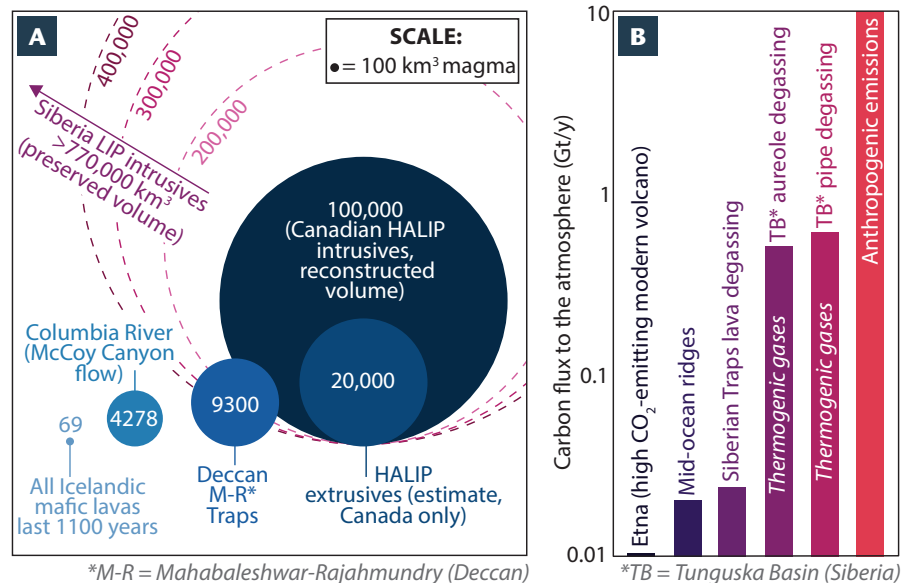 A
SCALE:
● = 100 km³ magma
400,000
300,000
200,000
Siberia LIP intrusives
>770,000 km³
(preserved volume)
100,000
(Canadian HALIP
intrusives,
reconstructed
volume)
20,000
Columbia River
(McCoy Canyon
flow)
4278
9300
69
All Icelandic
mafic lavas
last 1100 years
Deccan
M-R*
Traps
HALIP
extrusives (estimate,
Canada only)
*M-R = Mahabaleshwar-Rajahmundry (Deccan)
B
Carbon flux to the atmosphere (Gt/y)
10
1
0.1
0.01
Etna (high CO₂-emitting modern volcano)
Mid-ocean ridges
Siberian Traps lava degassing
TB* aureole degassing
Thermogenic gases
TB* pipe degassing
Thermogenic gases
Anthropogenic emissions
*TB = Tunguska Basin (Siberia)